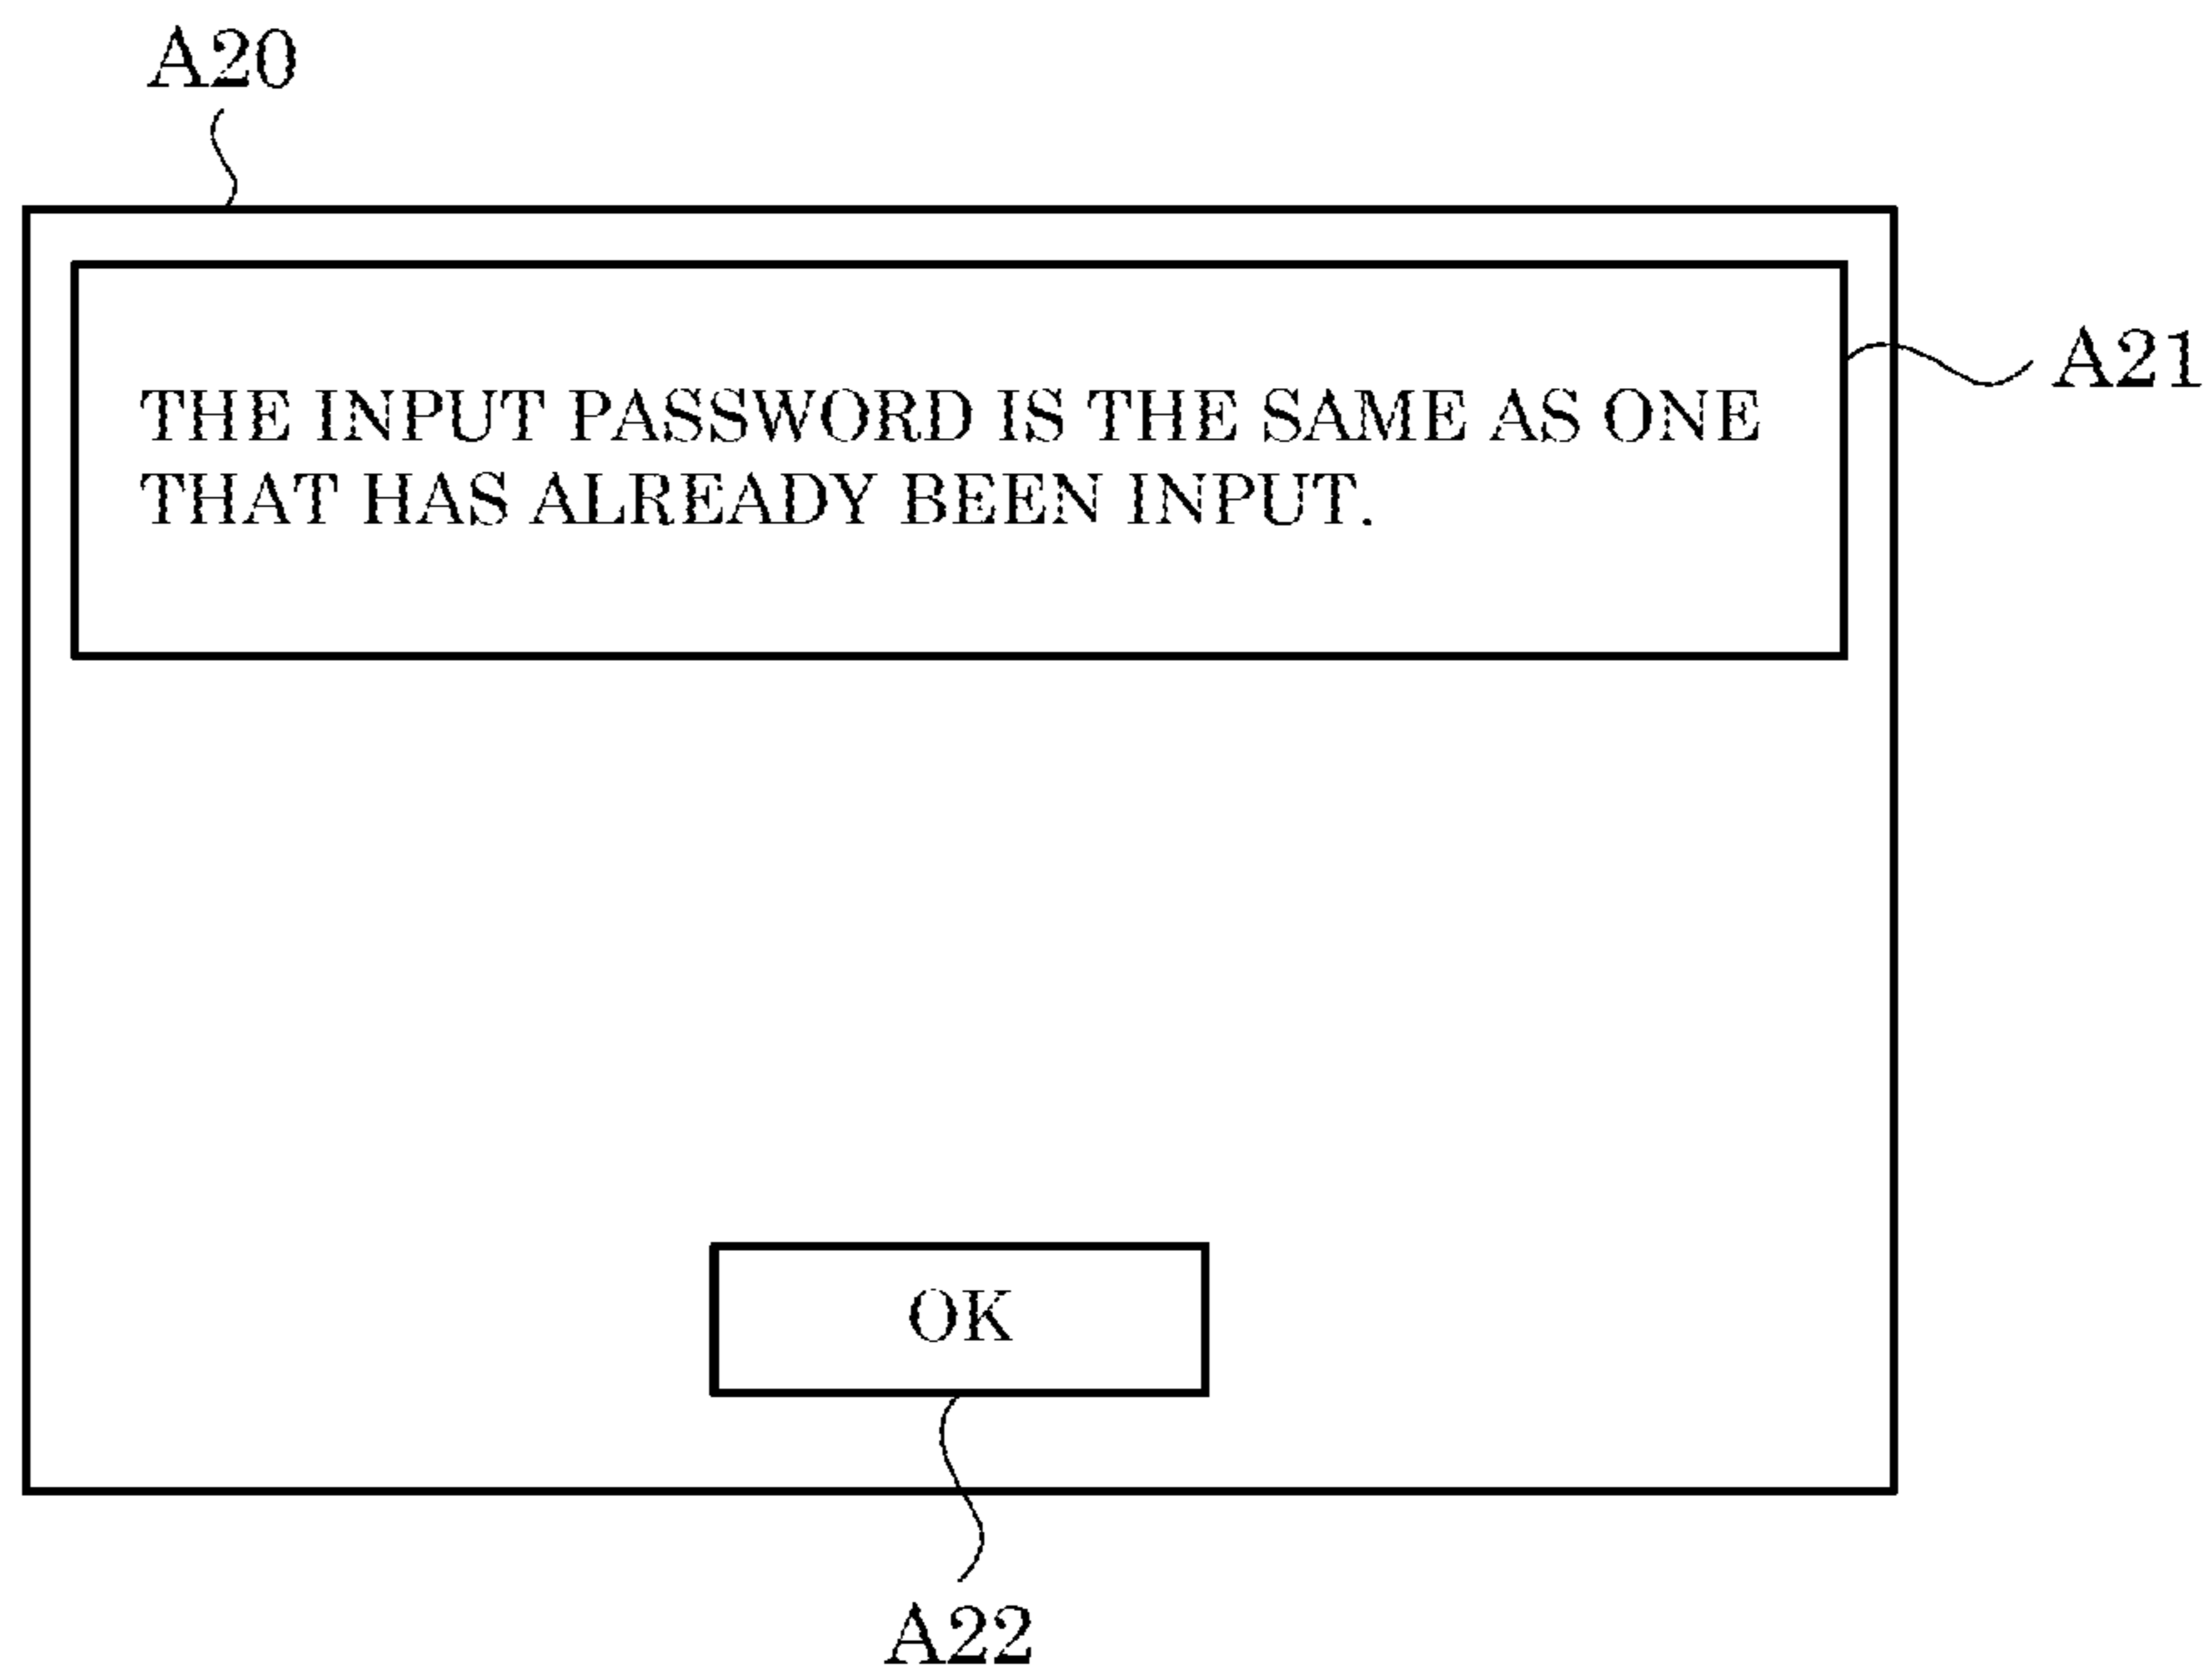 A20
A21
THE INPUT PASSWORD IS THE SAME AS ONE
THAT HAS ALREADY BEEN INPUT.
OK
A22